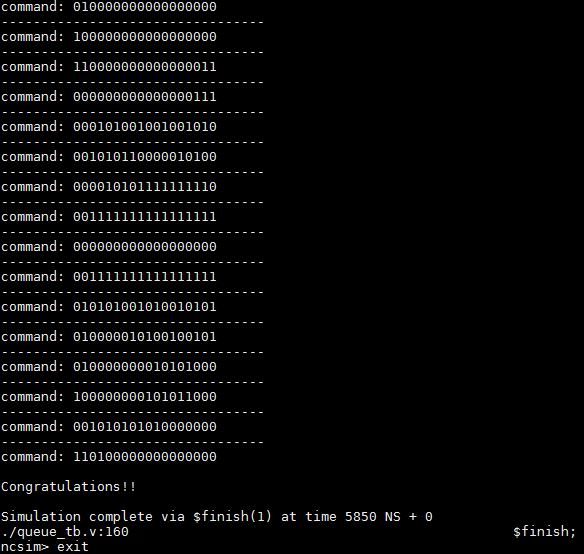 command: 010000000000000000
---------------------------------
command: 100000000000000000
---------------------------------
command: 110000000000000011
---------------------------------
command: 000000000000000111
---------------------------------
command: 000101001001001010
---------------------------------
command: 001010110000010100
---------------------------------
command: 000010101111111110
---------------------------------
command: 001111111111111111
---------------------------------
command: 000000000000000000
---------------------------------
command: 001111111111111111
---------------------------------
command: 010101001010010101
---------------------------------
command: 010000010100100101
---------------------------------
command: 010000000010101000
---------------------------------
command: 100000000101011000
---------------------------------
command: 001010101010000000
---------------------------------
command: 110100000000000000
Congratulations!!
Simulation complete via $finish(1) at time 5850 NS + 0
./queue_tb.v:160                                                $finish;
ncsim> exit